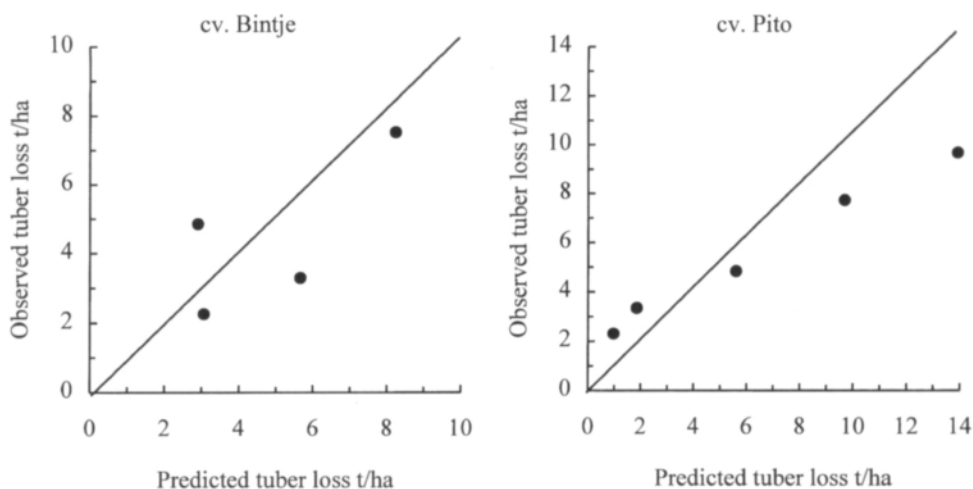 cv. Bintje
10
8
6
4
2
0
Observed tuber loss t/ha
0 2 4 6 8 10
Predicted tuber loss t/ha
cv. Pito
14
12
10
8
6
4
2
0
Observed tuber loss t/ha
0 2 4 6 8 10 12 14
Predicted tuber loss t/ha